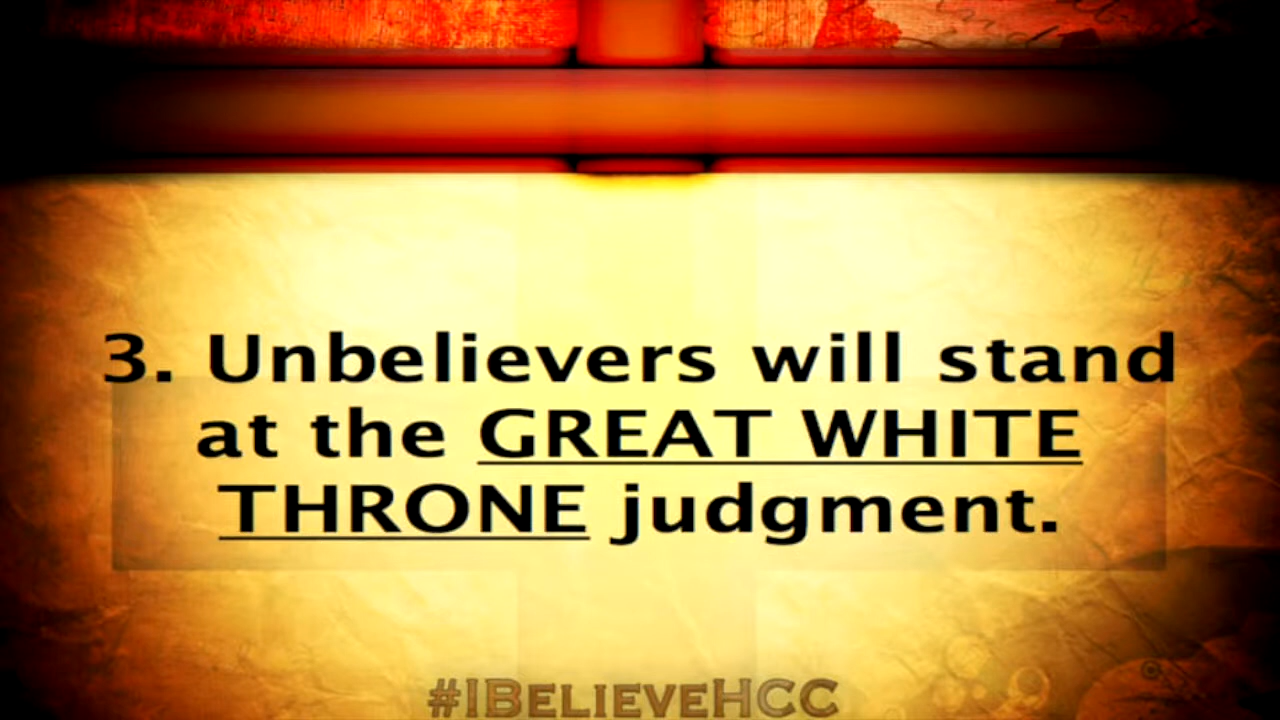 3. Unbelievers will stand
at the GREAT WHITE
THRONE judgment.
#IBELIEVEHCC